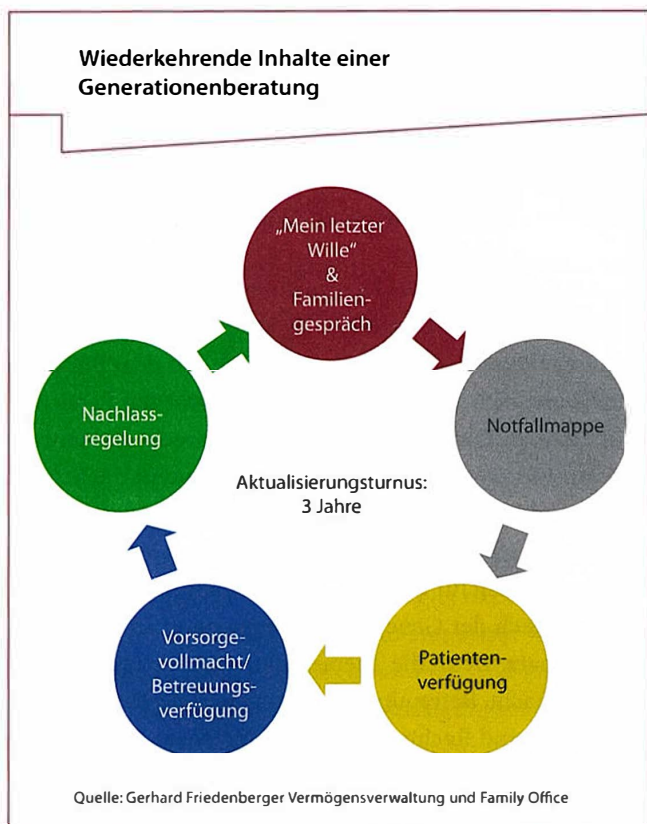 Wiederkehrende Inhalte einer
Generationenberatung
„Mein letzter
Wille“
&
Familien-
gespräch
Notfallmappe
Patienten-
verfügung
Vorsorge-
vollmacht/
Betreuungs-
verfügung
Nachlass-
regelung
Aktualisierungsturnus:
3 Jahre
Quelle: Gerhard Friedenberger Vermögensverwaltung und Family Office